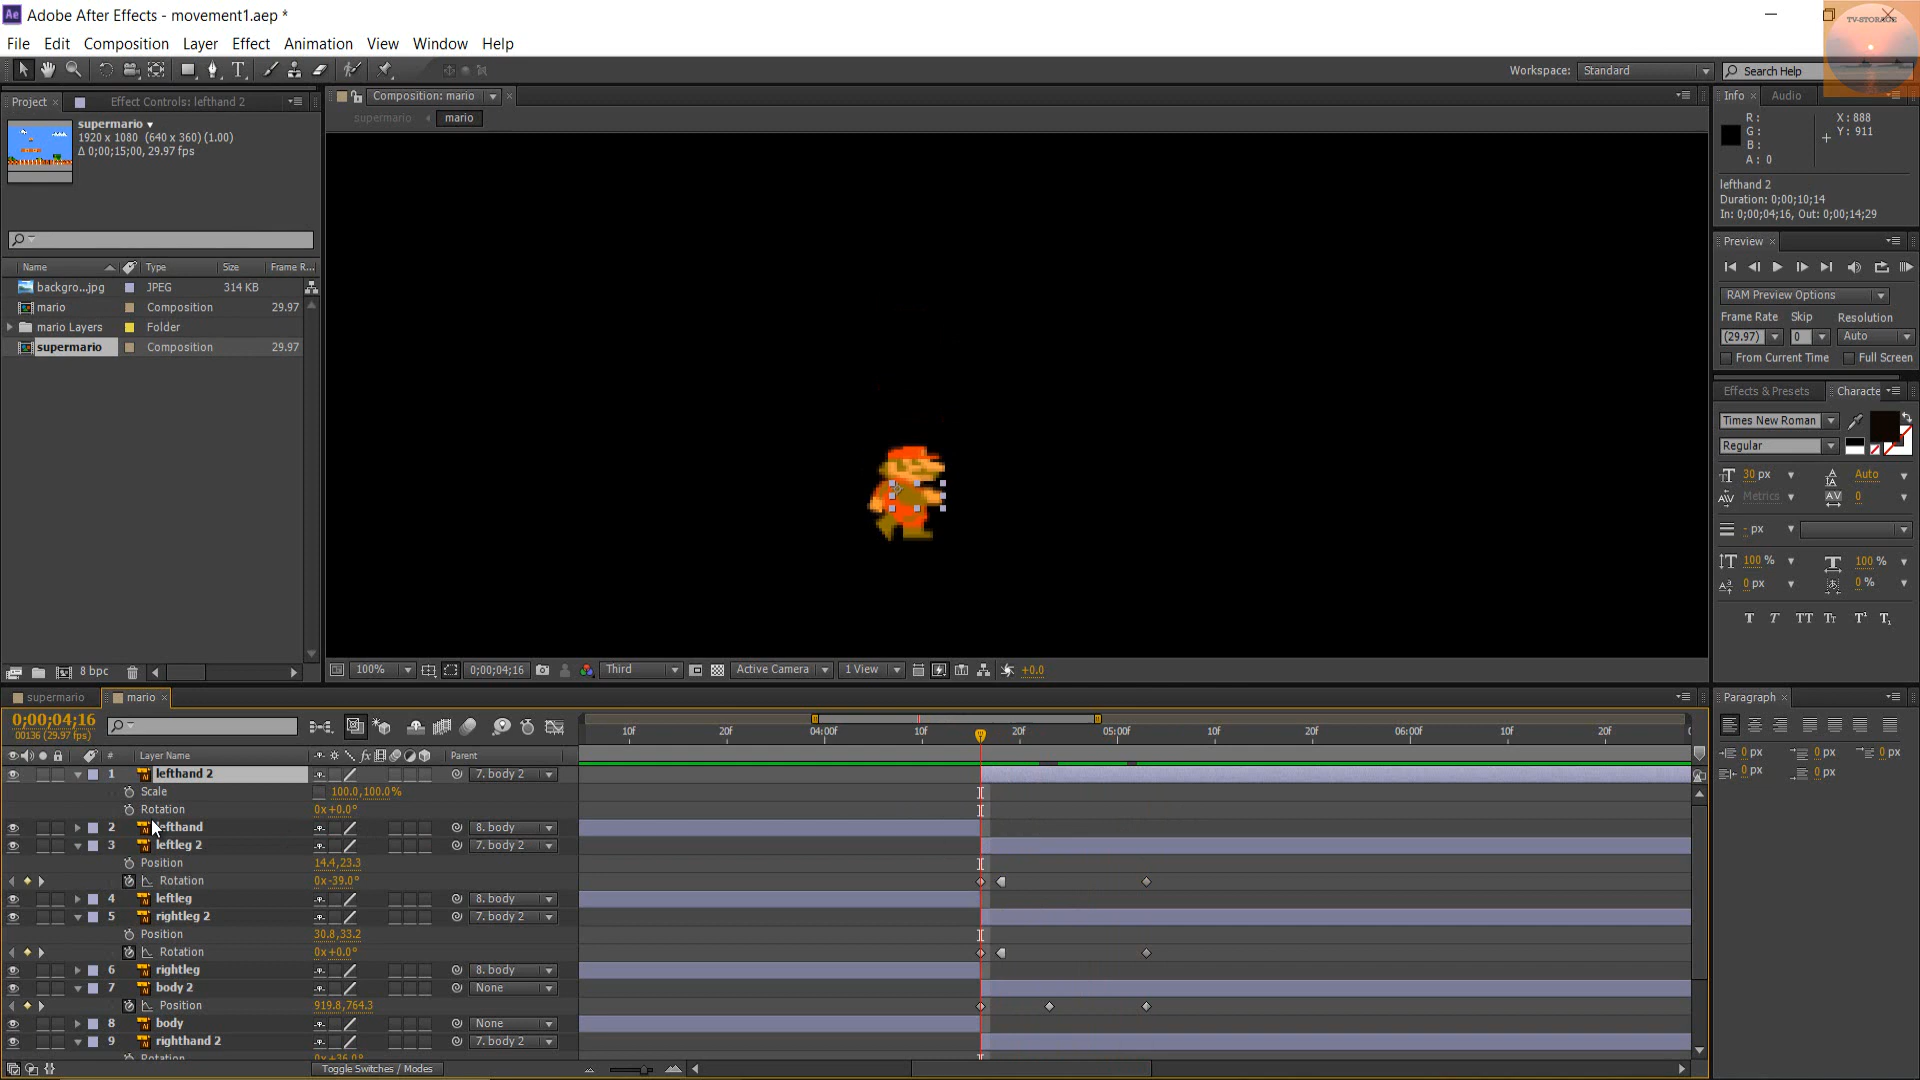 Adobe After Effects - movement1.aep *
TV-STORAGE
File Edit Composition Layer Effect Animation View Window Help
Workspace: Standard Search Help
Project Effect Controls: lefthand 2 Composition: mario Info Audio
supermario
1920 x 1080 (640 x 360) (1.00)
Δ 0;00;15;00, 29.97 fps
supermario mario
R: X: 888
G: Y: 911
B:
A: 0
lefthand 2
Duration: 0;00;10;14
In: 0;00;04;16, Out: 0;00;14;29
Preview
RAM Preview Options
Frame Rate Skip Resolution
(29.97) 0 Auto
From Current Time Full Screen
Name Type Size Frame R...
backgro...jpg JPEG 314 KB
mario Composition 29.97
mario Layers Folder
supermario Composition 29.97
Effects & Presets Characte
Times New Roman
Regular
30 px Auto
Metrics 0
- px
100 % 100 %
0 px 0 %
T T TT Tt T¹ T₁
8 bpc
100% 0;00;04;16 Third Active Camera 1 View +0.0
supermario mario
Paragraph
0 px 0 px 0 px
0 px 0 px
0;00;04;16
00136 (29.97 fps)
10f 20f 04:00f 10f 20f 05:00f 10f 20f 06:00f 10f 20f
# Layer Name Parent
1 lefthand 2 7. body 2
Scale 100.0,100.0%
Rotation 0x+0.0°
2 lefthand 8. body
3 leftleg 2 7. body 2
Position 14.4,23.3
Rotation 0x-39.0°
4 leftleg 8. body
5 rightleg 2 7. body 2
Position 30.8,33.2
Rotation 0x+0.0°
6 rightleg 8. body
7 body 2 None
Position 919.8,764.3
8 body None
9 righthand 2 7. body 2
Rotation 0x+36.0°
Toggle Switches / Modes